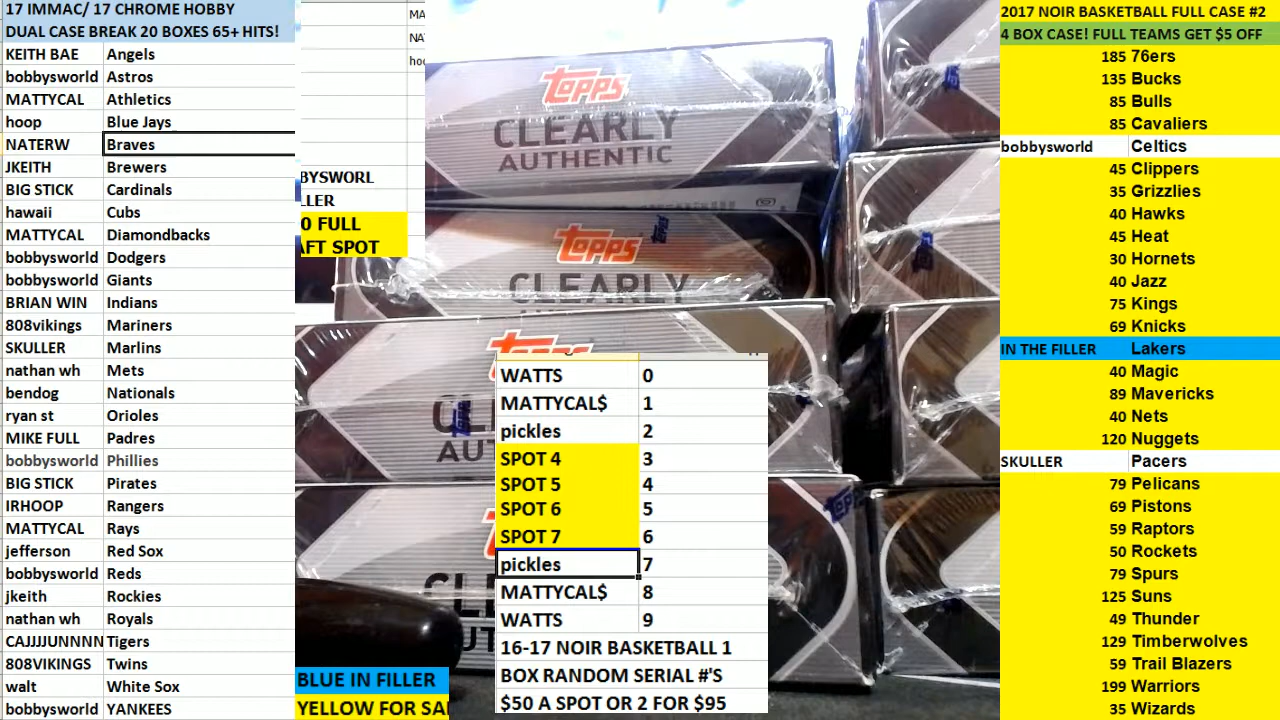 17 IMMAC/ 17 CHROME HOBBY
DUAL CASE BREAK 20 BOXES 65+ HITS!
KEITH BAE Angels
bobbysworld Astros
MATTYCAL Athletics
hoop Blue Jays
NATERW Braves
JKEITH Brewers
BIG STICK Cardinals
hawaii Cubs
MATTYCAL Diamondbacks
bobbysworld Dodgers
bobbysworld Giants
BRIAN WIN Indians
808vikings Mariners
SKULLER Marlins
nathan wh Mets
bendog Nationals
ryan st Orioles
MIKE FULL Padres
bobbysworld Phillies
BIG STICK Pirates
IRHOOP Rangers
MATTYCAL Rays
jefferson Red Sox
bobbysworld Reds
jkeith Rockies
nathan wh Royals
CAJJJJUNNNN Tigers
808VIKINGS Twins
walt White Sox
bobbysworld YANKEES
MA
NA
hoo
BYSWORL
LLER
0 FULL
AFT SPOT
BLUE IN FILLER
YELLOW FOR SA
topps
CLEARLY
AUTHENTIC
topps
CLEARLY
WATTS 0
MATTYCAL$ 1
pickles 2
SPOT 4 3
SPOT 5 4
SPOT 6 5
SPOT 7 6
pickles 7
MATTYCAL$ 8
WATTS 9
16-17 NOIR BASKETBALL 1
BOX RANDOM SERIAL #'S
$50 A SPOT OR 2 FOR $95
2017 NOIR BASKETBALL FULL CASE #2
4 BOX CASE! FULL TEAMS GET $5 OFF
185 76ers
135 Bucks
85 Bulls
85 Cavaliers
bobbysworld Celtics
45 Clippers
35 Grizzlies
40 Hawks
45 Heat
30 Hornets
40 Jazz
75 Kings
69 Knicks
IN THE FILLER Lakers
40 Magic
89 Mavericks
40 Nets
120 Nuggets
SKULLER Pacers
79 Pelicans
69 Pistons
59 Raptors
50 Rockets
79 Spurs
125 Suns
49 Thunder
129 Timberwolves
59 Trail Blazers
199 Warriors
35 Wizards